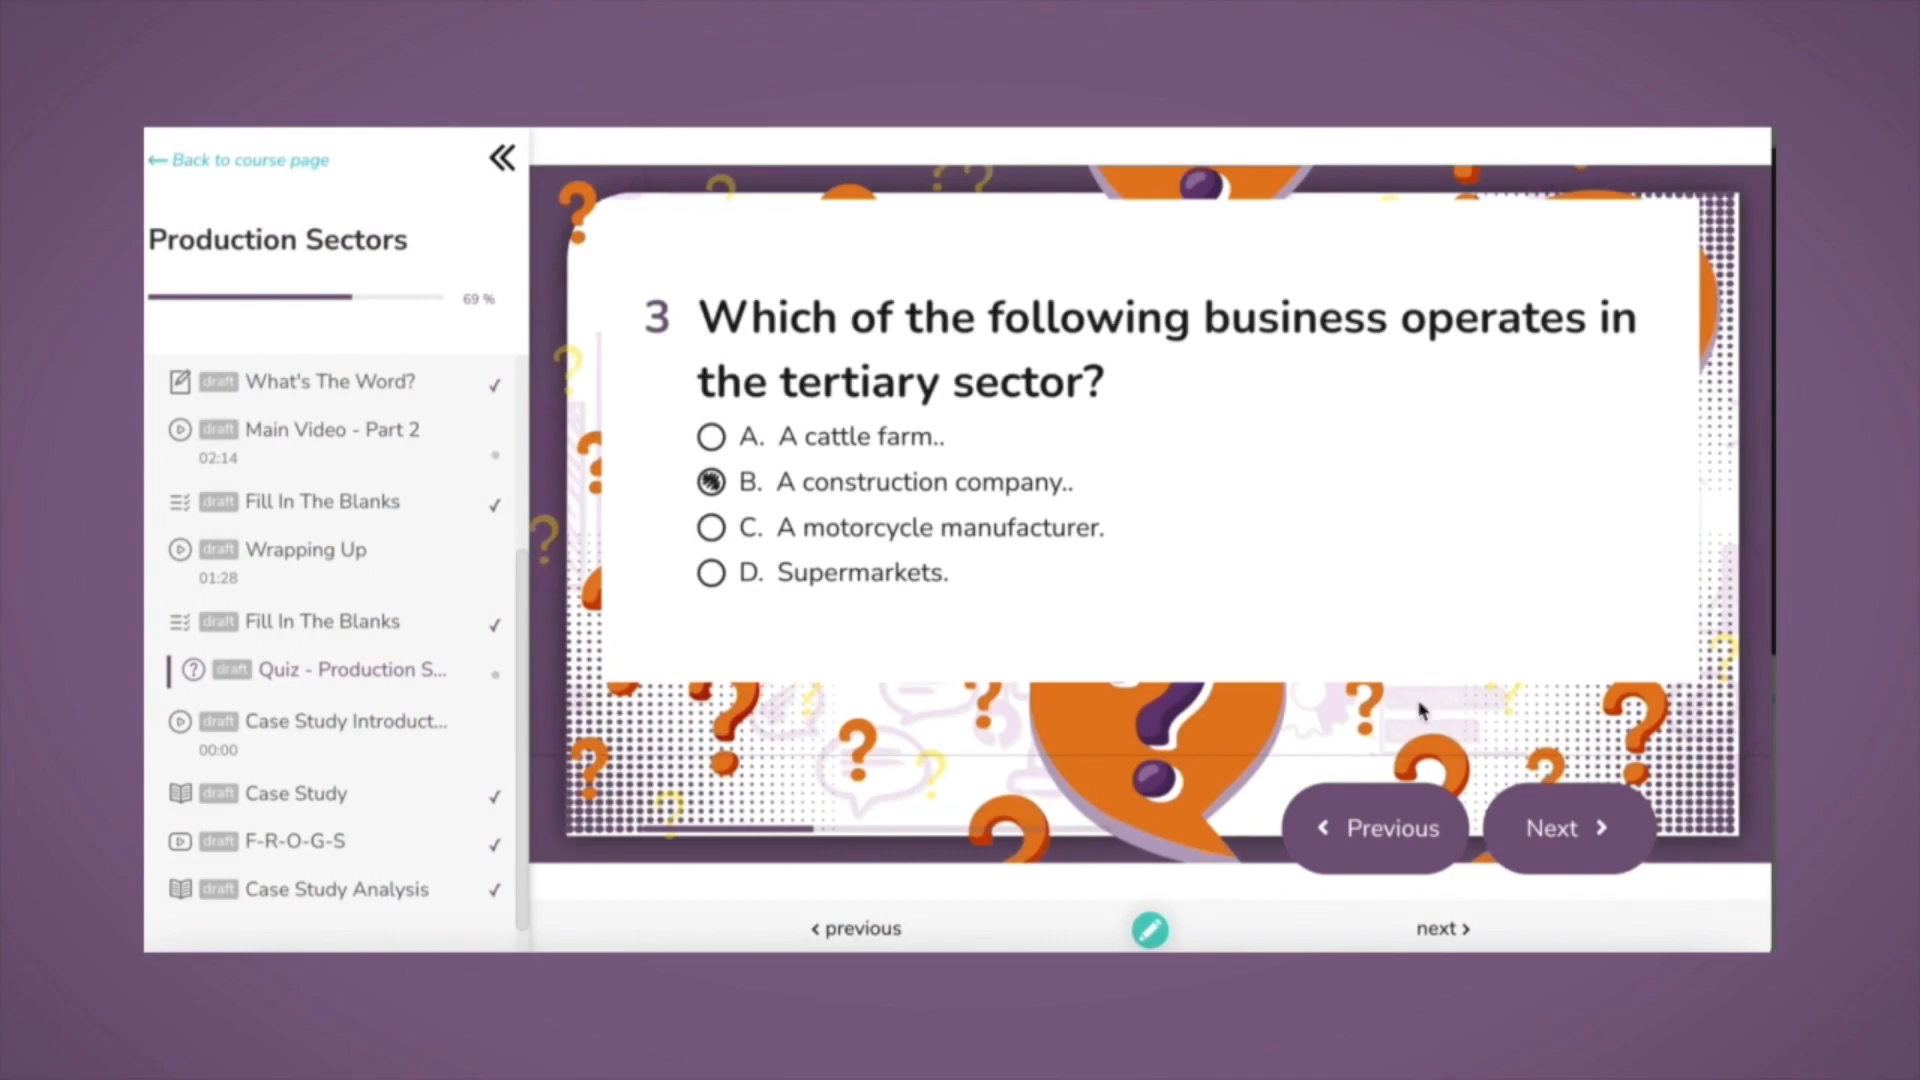 Back to course page
Production Sectors
69 %
draft What's The Word?
draft Main Video - Part 2
02:14
draft Fill In The Blanks
draft Wrapping Up
01:28
draft Fill In The Blanks
draft Quiz - Production S...
draft Case Study Introduct...
00:00
draft Case Study
draft F-R-O-G-S
draft Case Study Analysis
3 Which of the following business operates in
the tertiary sector?
A. A cattle farm..
B. A construction company..
C. A motorcycle manufacturer.
D. Supermarkets.
Previous
Next
previous
next